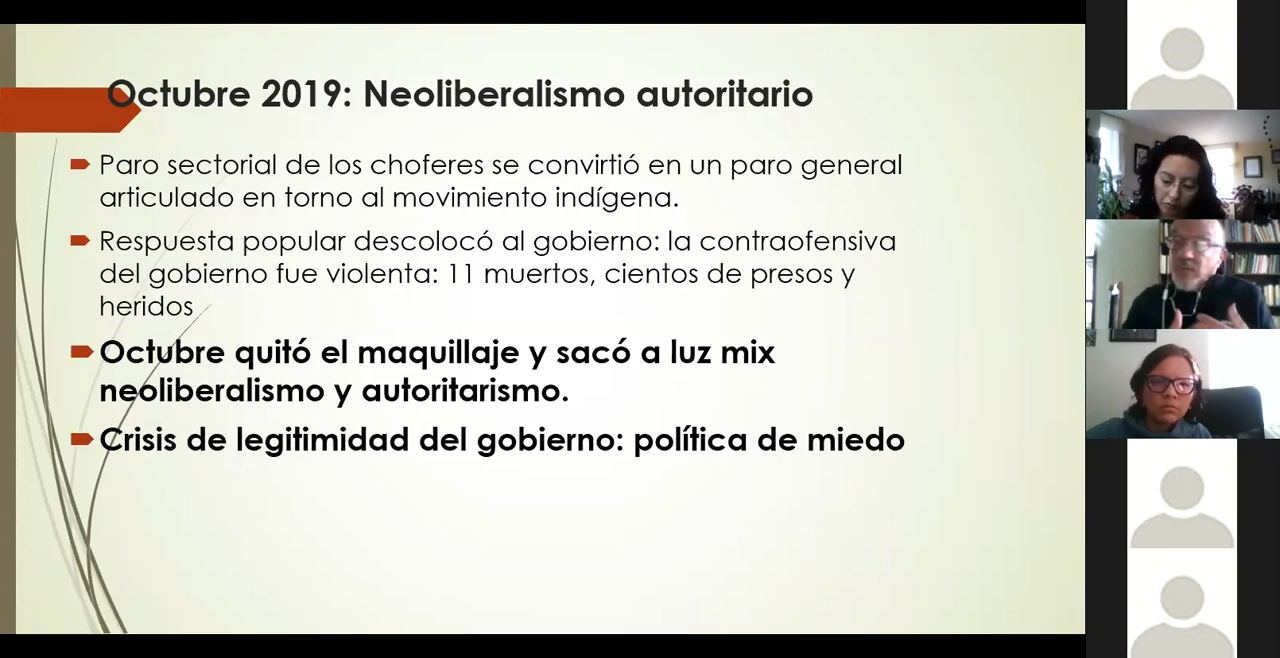 Octubre 2019: Neoliberalismo autoritario
Paro sectorial de los choferes se convirtió en un paro general
articulado en torno al movimiento indígena.
Respuesta popular descolocó al gobierno: la contraofensiva
del gobierno fue violenta: 11 muertos, cientos de presos y
heridos
Octubre quitó el maquillaje y sacó a luz mix
neoliberalismo y autoritarismo.
Crisis de legitimidad del gobierno: política de miedo